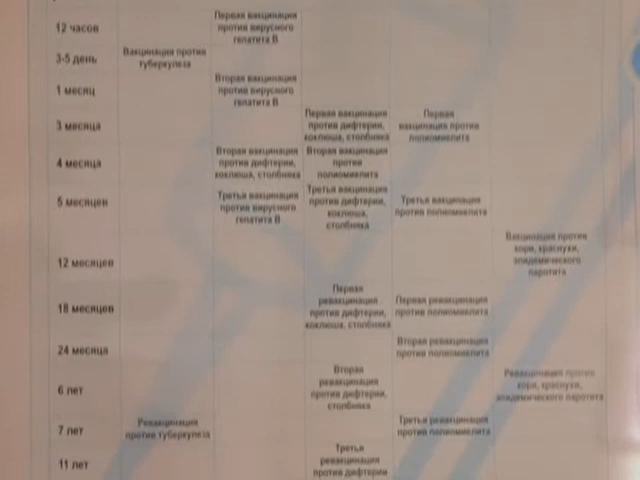 12 часов
Первая вакцинация
против вирусного
гепатита B
3-5 день
Вакцинация против
туберкулеза
1 месяц
Вторая вакцинация
против вирусного
гепатита B
3 месяца
Первая вакцинация
против дифтерии,
коклюша, столбняка
Первая
вакцинация против
полиомиелита
4 месяца
Вторая вакцинация
против дифтерии,
коклюша, столбняка
Вторая вакцинация
против
полиомиелита
5 месяцев
Третья вакцинация
против вирусного
гепатита B
Третья вакцинация
против дифтерии,
коклюша,
столбняка
Третья вакцинация
против полиомиелита
12 месяцев
Вакцинация против
кори, краснухи,
эпидемического
паротита
18 месяцев
Первая
ревакцинация
против дифтерии,
коклюша, столбняка
Первая ревакцинация
против полиомиелита
24 месяца
Вторая ревакцинация
против полиомиелита
6 лет
Вторая
ревакцинация
против дифтерии,
столбняка
Ревакцинация против
кори, краснухи,
эпидемического паротита
7 лет
Ревакцинация
против туберкулеза
Третья ревакцинация
против полиомиелита
11 лет
Третья
ревакцинация
против дифтерии